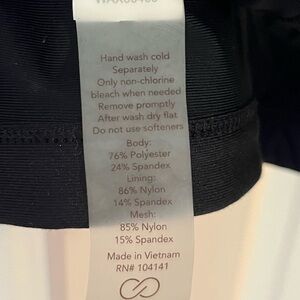 Hand wash cold
Separately
Only non-chlorine
bleach when needed
Remove promptly
After wash dry flat
Do not use softeners
Body:
76% Polyester
24% Spandex
Lining:
86% Nylon
14% Spandex
Mesh:
85% Nylon
15% Spandex
Made in Vietnam
RN# 104141